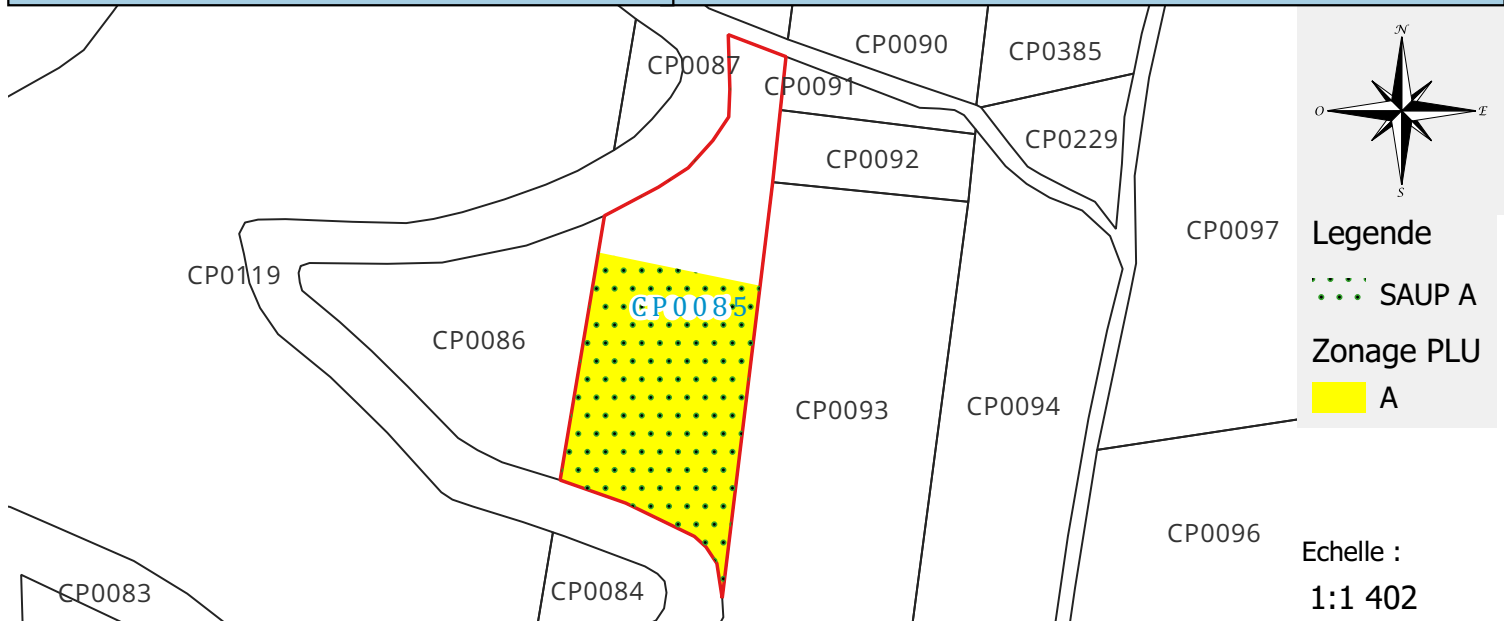 CP0090
CP0385
CP0087
CP0091
CP0229
CP0092
CP0097
CP0119
CP0085
CP0086
CP0093
CP0094
CP0096
CP0083
CP0084
N
O
E
S
Legende
SAUP A
Zonage PLU
A
Echelle :
1:1 402